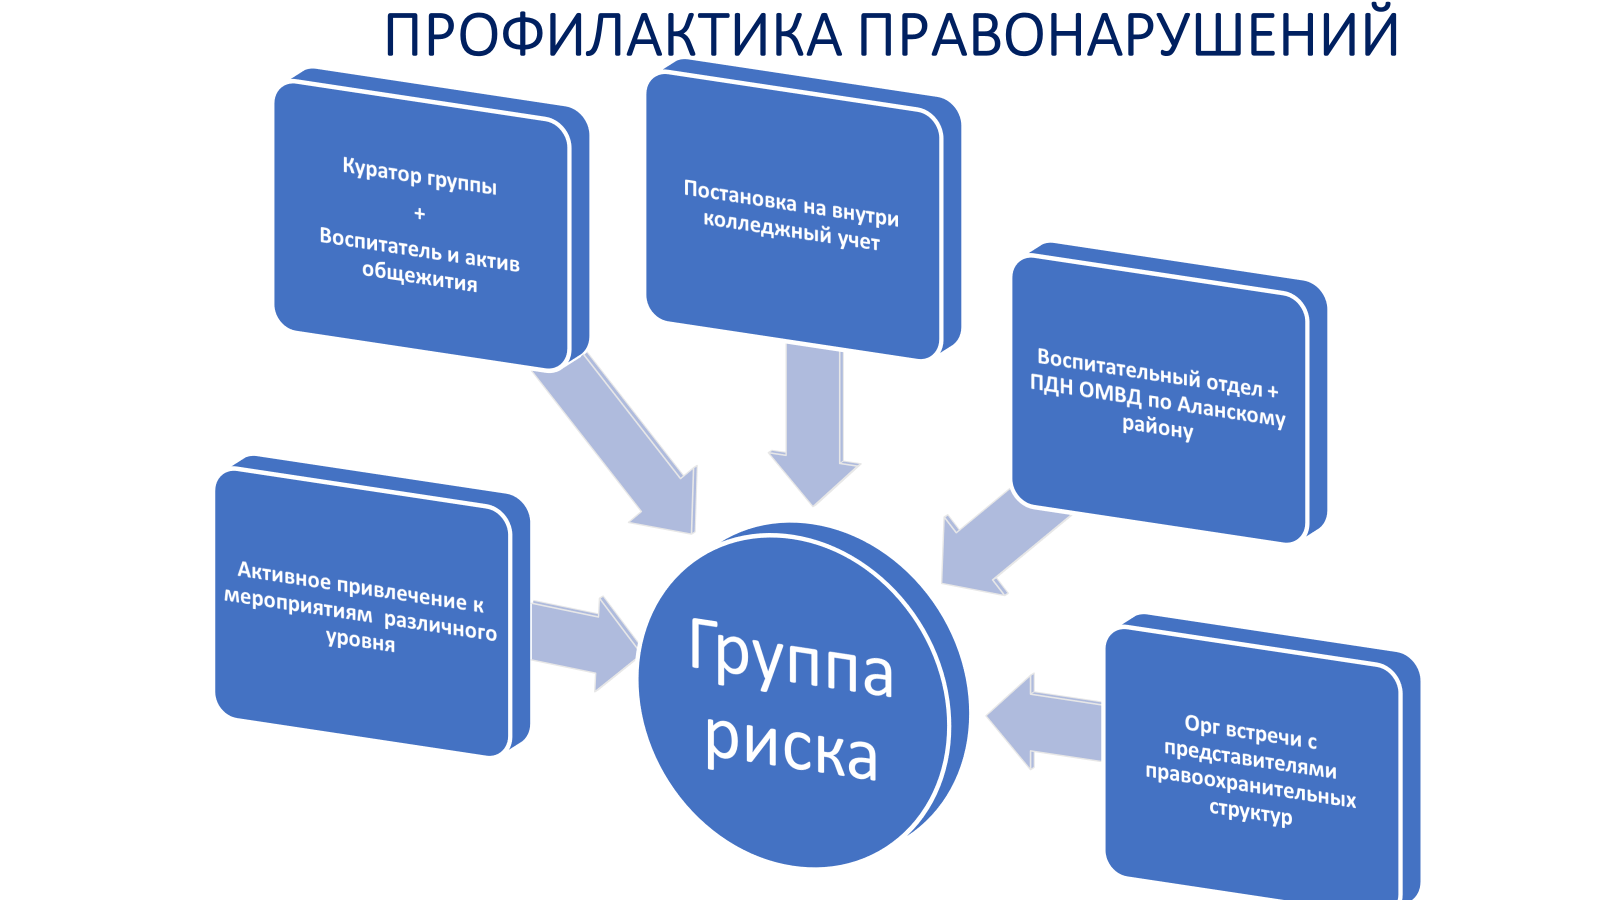 ПРОФИЛАКТИКА ПРАВОНАРУШЕНИЙ
Куратор группы
+
Воспитатель и актив
общежития
Постановка на внутри
колледжный учет
Воспитательный отдел +
ПДН ОМВД по Аланскому
району
Активное привлечение к
мероприятиям  различного
уровня
Группа
риска
Орг встречи с
представителями
правоохранительных
структур